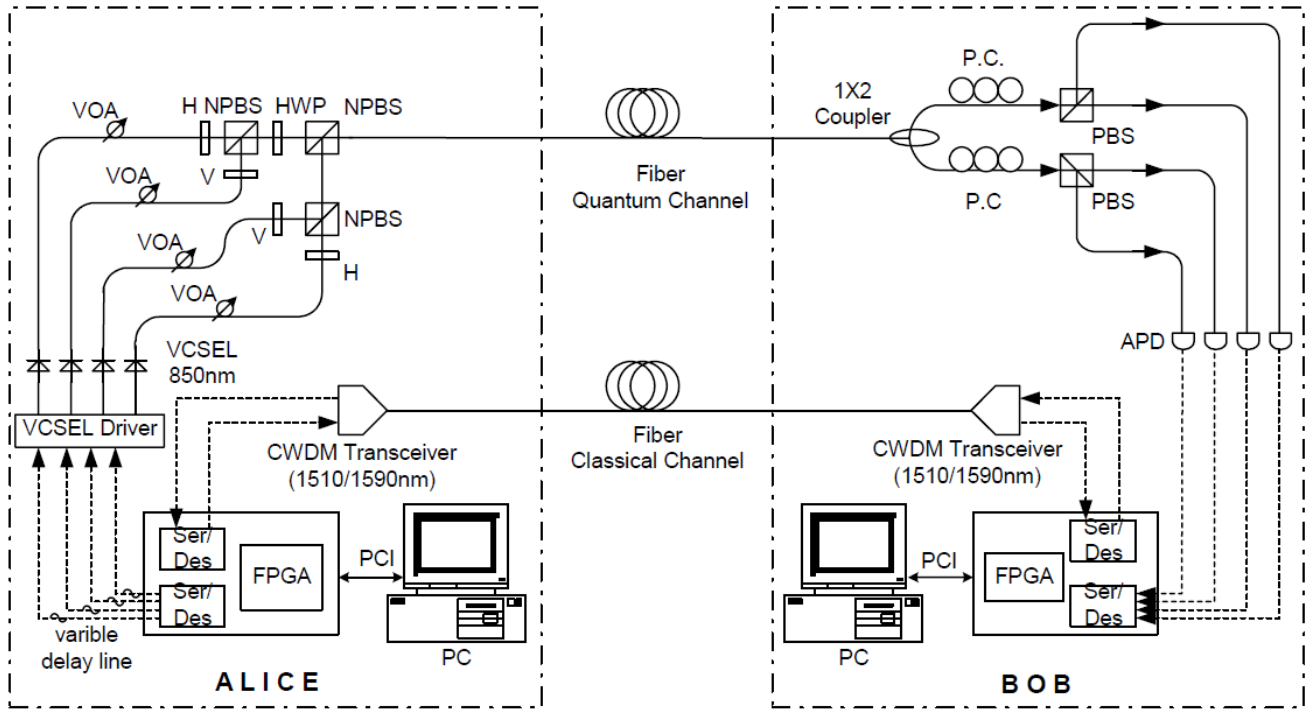 P.C.
VOA
H NPBS HWP NPBS
1X2
Coupler
VOA
V
PBS
Fiber
Quantum Channel
P.C
PBS
VOA
V
NPBS
H
VOA
VCSEL
850nm
APD
VCSEL Driver
CWDM Transceiver
(1510/1590nm)
Fiber
Classical Channel
CWDM Transceiver
(1510/1590nm)
Ser/
Des
FPGA
PCI
Ser/
Des
PC
varible
delay line
A L I C E
Ser/
Des
PCI
FPGA
Ser/
Des
PC
B O B